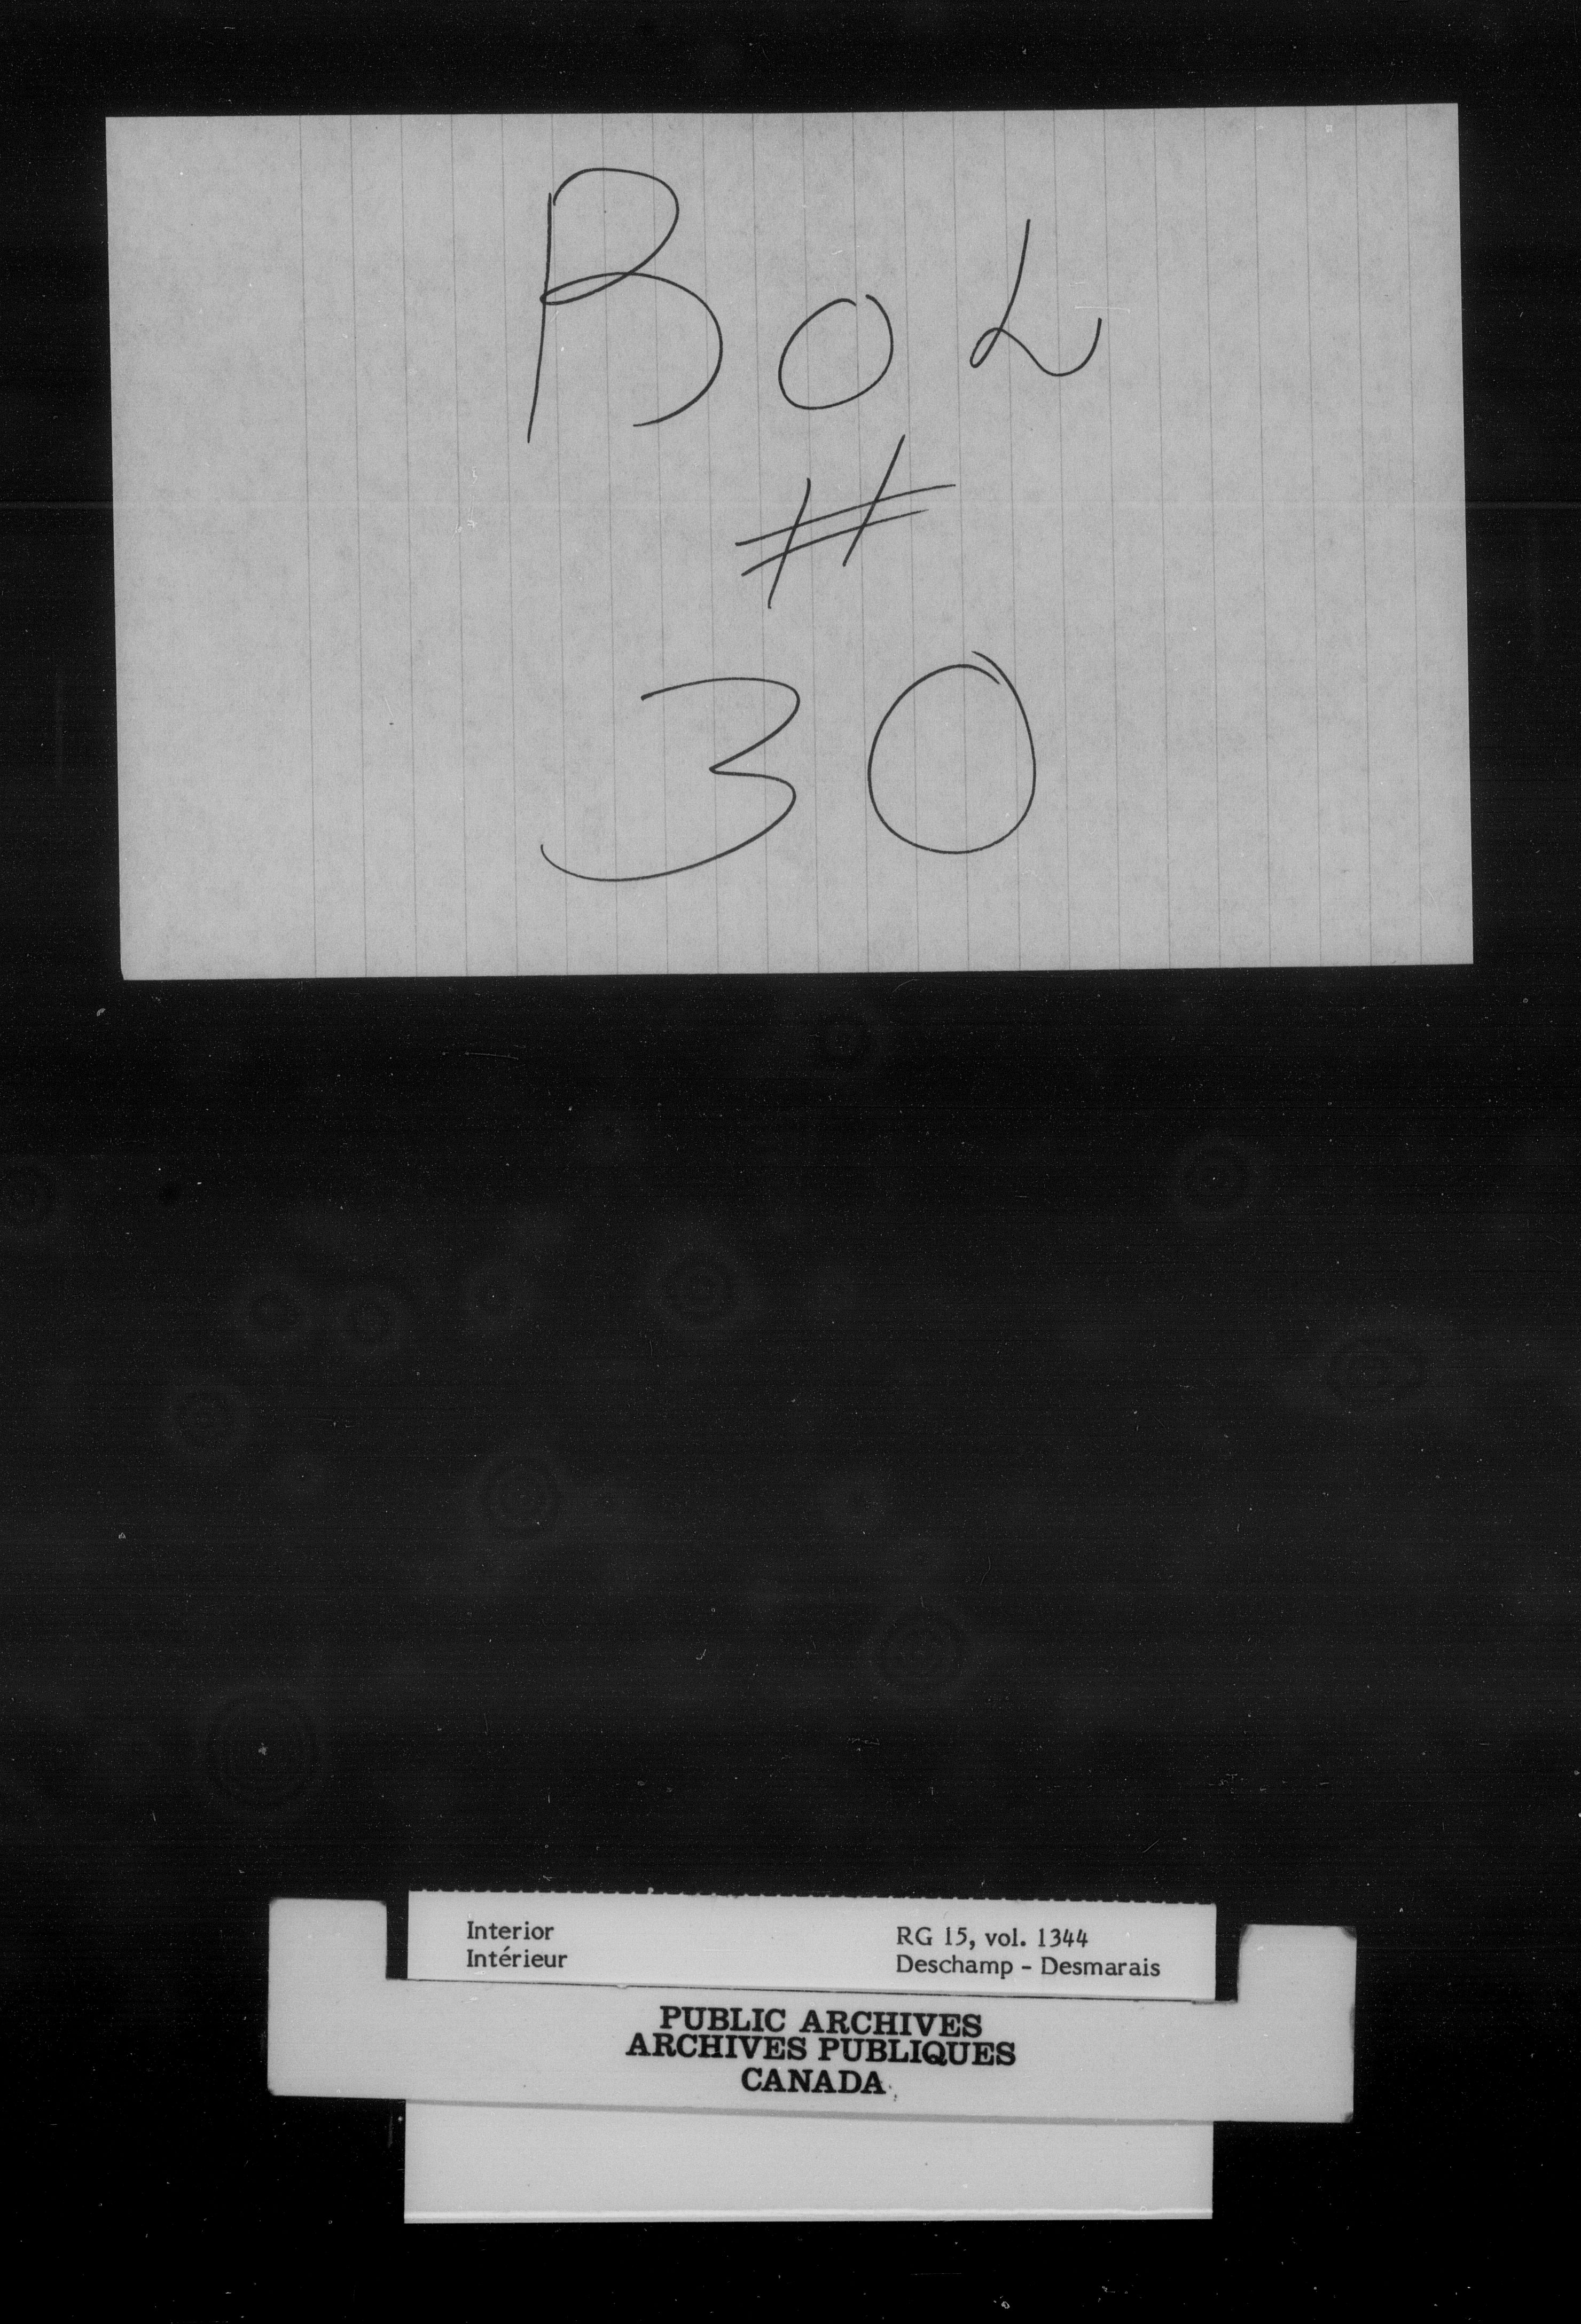 Box
#
30
Interior
Intérieur
RG 15, vol. 1344
Deschamp - Desmarais
PUBLIC ARCHIVES
ARCHIVES PUBLIQUES
CANADA